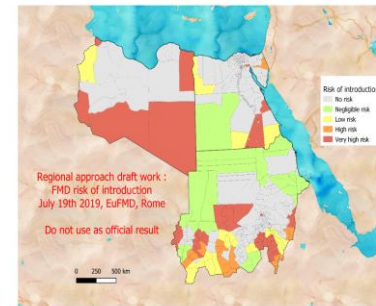 Risk of introduction
No risk
Negligible risk
Low risk
High risk
Very high risk
Regional approach draft work :
FMD risk of introduction
July 19th 2019, EuFMD, Rome
Do not use as official result
0 250 500 km